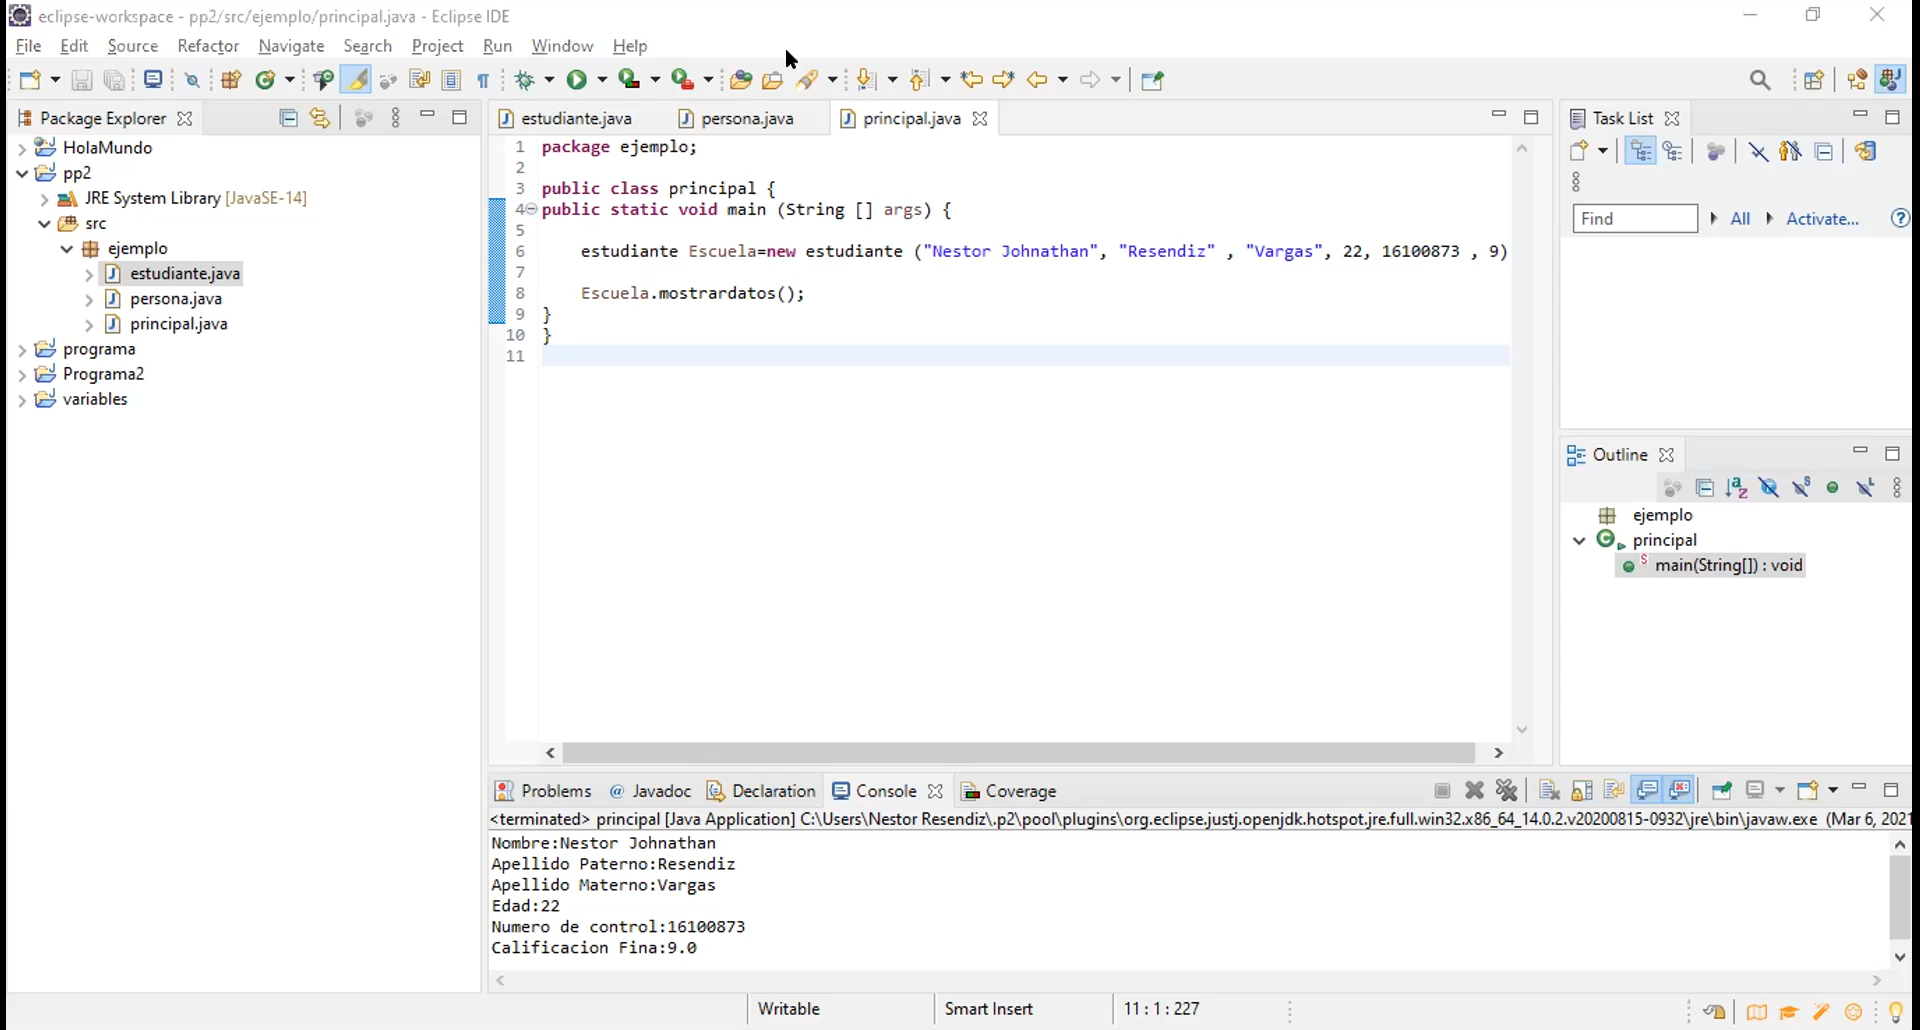 eclipse-workspace - pp2/src/ejemplo/principal.java - Eclipse IDE
File Edit Source Refactor Navigate Search Project Run Window Help
Package Explorer
HolaMundo
pp2
JRE System Library [JavaSE-14]
src
ejemplo
estudiante.java
persona.java
principal.java
programa
Programa2
variables
estudiante.java persona.java principal.java
1 package ejemplo;
2
3 public class principal {
4 public static void main (String [] args) {
5
6 estudiante Escuela=new estudiante ("Nestor Johnathan", "Resendiz" , "Vargas", 22, 16100873 , 9)
7
8 Escuela.mostrardatos();
9 }
10 }
11
Task List
Find All Activate...
Outline
ejemplo
principal
main(String[]) : void
Problems Javadoc Declaration Console Coverage
<terminated> principal [Java Application] C:\Users\Nestor Resendiz\.p2\pool\plugins\org.eclipse.justj.openjdk.hotspot.jre.full.win32.x86_64_14.0.2.v20200815-0932\jre\bin\javaw.exe (Mar 6, 2021
Nombre:Nestor Johnathan
Apellido Paterno:Resendiz
Apellido Materno:Vargas
Edad:22
Numero de control:16100873
Calificacion Fina:9.0
Writable Smart Insert 11 : 1 : 227